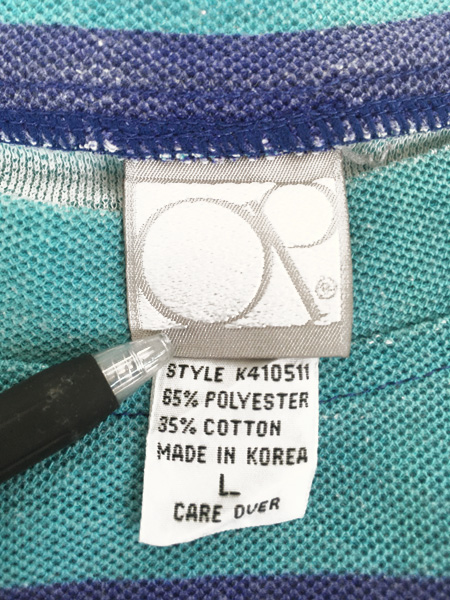 OP
®
STYLE K410511
65% POLYESTER
35% COTTON
MADE IN KOREA
L
CARE OVER